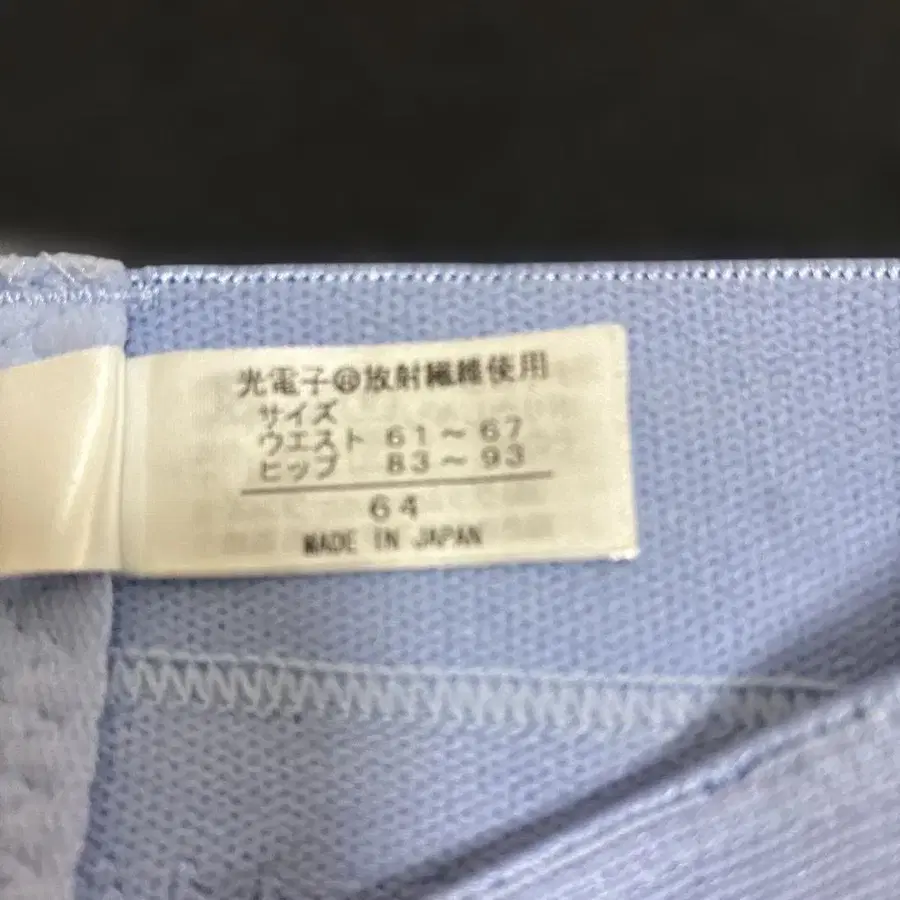 光電子®放射繊維使用
サイズ
ウエスト 61～67
ヒップ 83～93
64
MADE IN JAPAN